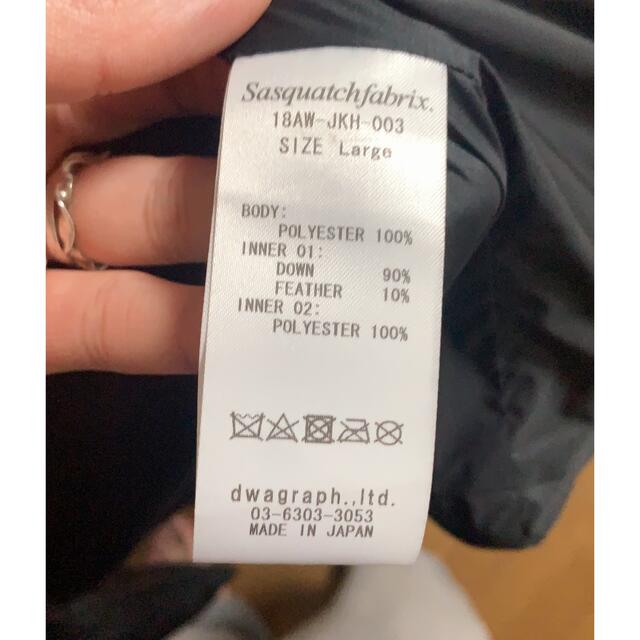 Sasquatchfabrix.
18AW-JKH-003
SIZE Large
BODY:
POLYESTER 100%
INNER 01:
DOWN 90%
FEATHER 10%
INNER 02:
POLYESTER 100%
dwagraph.,ltd.
03-6303-3053
MADE IN JAPAN